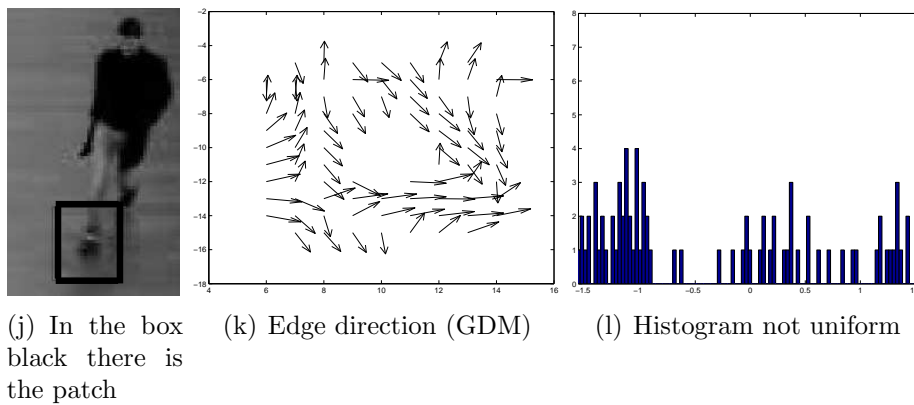 −2
−4
−6
−8
−10
−12
−14
−16
−18
4 6 8 10 12 14 16
8
7
6
5
4
3
2
1
0
−1.5 −1 −0.5 0 0.5 1 1.5
(j) In the box
black there is
the patch
(k) Edge direction (GDM)
(l) Histogram not uniform